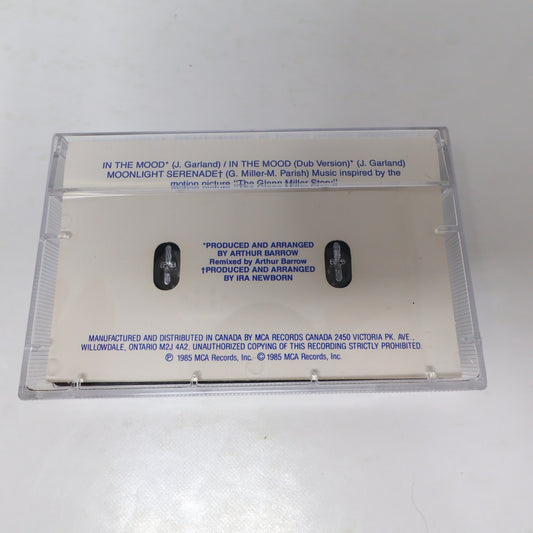 IN THE MOOD* (J. Garland) / IN THE MOOD (Dub Version)* (J. Garland)
MOONLIGHT SERENADE† (G. Miller-M. Parish) Music inspired by the
motion picture "The Glenn Miller Story"
*PRODUCED AND ARRANGED
BY ARTHUR BARROW
Remixed by Arthur Barrow
†PRODUCED AND ARRANGED
BY IRA NEWBORN
MANUFACTURED AND DISTRIBUTED IN CANADA BY MCA RECORDS CANADA 2450 VICTORIA PK. AVE.,
WILLOWDALE, ONTARIO M2J 4A2. UNAUTHORIZED COPYING OF THIS RECORDING STRICTLY PROHIBITED.
℗ 1985 MCA Records, Inc. © 1985 MCA Records, Inc.